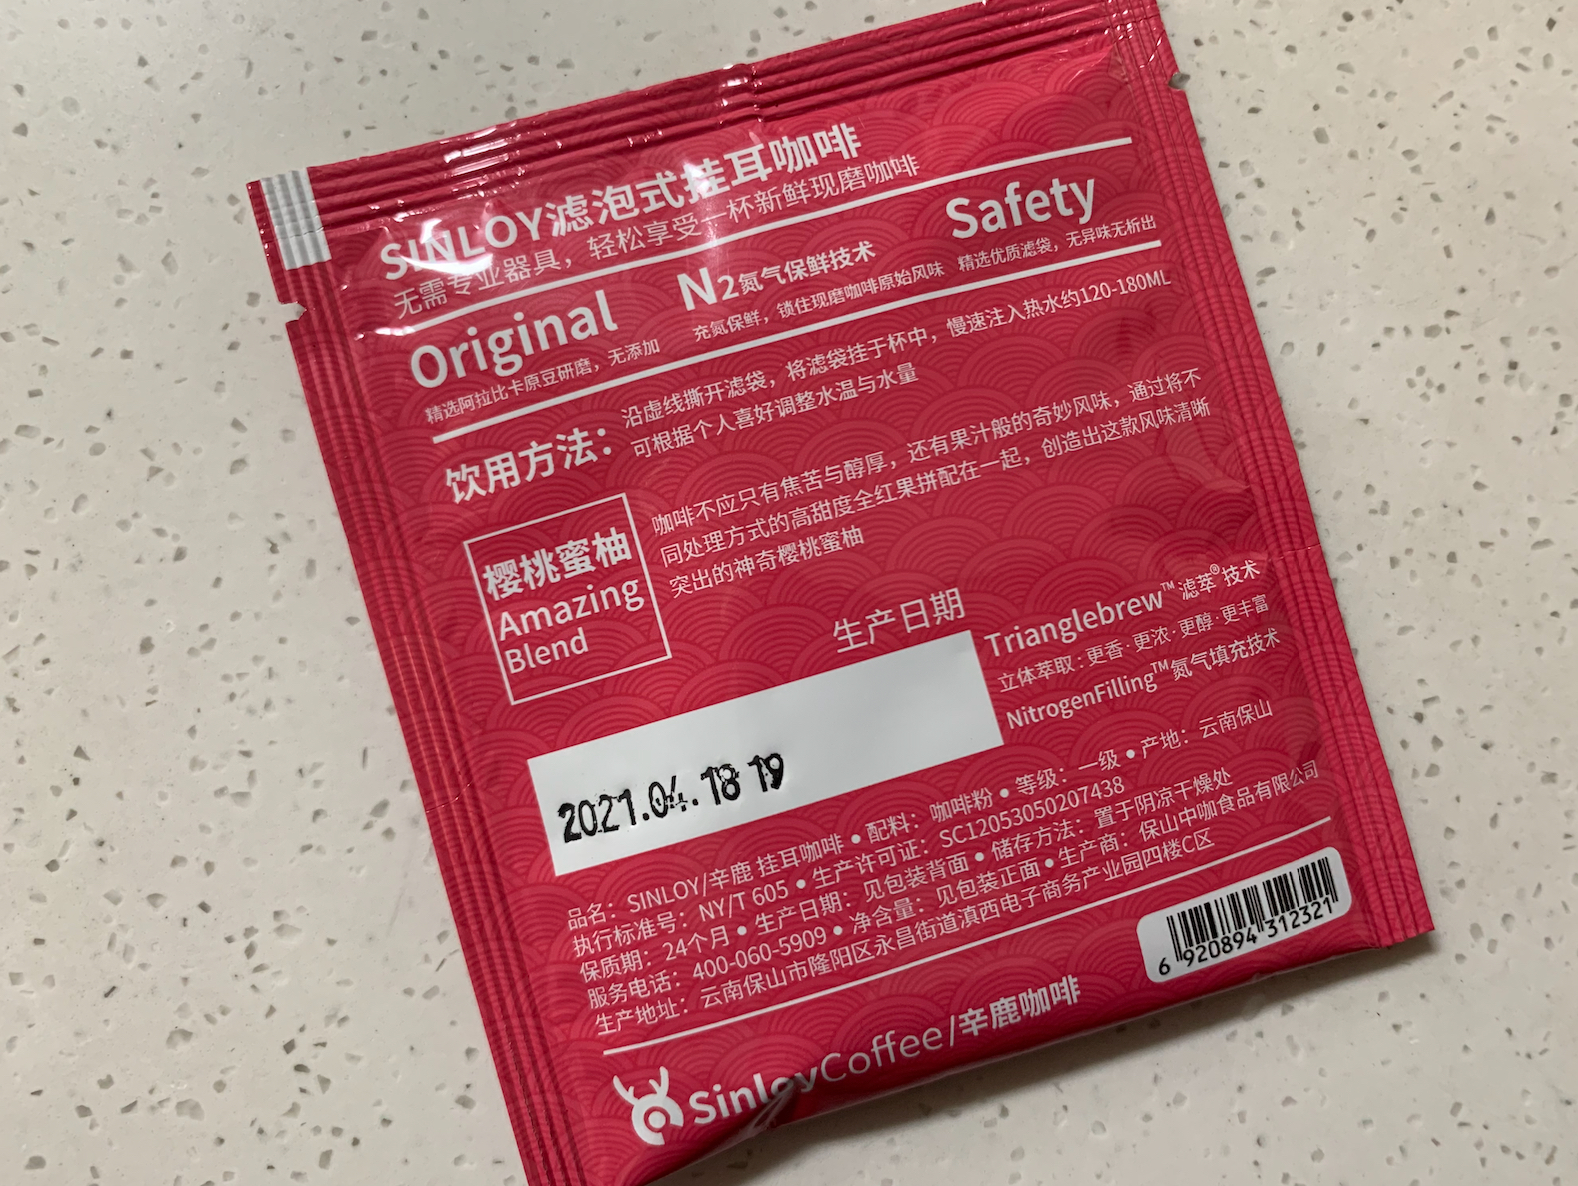 SINLOY滤泡式挂耳咖啡
无需专业器具，轻松享受一杯新鲜现磨咖啡
Original
精选阿拉比卡原豆研磨，无添加
N2氮气保鲜技术
充氮保鲜，锁住现磨咖啡原始风味
Safety
精选优质滤袋，无异味无析出
饮用方法：
沿虚线撕开滤袋，将滤袋挂于杯中，慢速注入热水约120-180ML
可根据个人喜好调整水温与水量
樱桃蜜柚
Amazing
Blend
咖啡不应只有焦苦与醇厚，还有果汁般的奇妙风味，通过将不
同处理方式的高甜度全红果拼配在一起，创造出这款风味清晰
突出的神奇樱桃蜜柚
生产日期
2021.04.18 19
Trianglebrew™滤萃®技术
立体萃取：更香·更浓·更醇·更丰富
NitrogenFilling™氮气填充技术
品名：SINLOY/辛鹿 挂耳咖啡 • 配料：咖啡粉 • 等级：一级 • 产地：云南保山
执行标准号：NY/T 605 • 生产许可证：SC12053050207438
保质期：24个月 • 生产日期：见包装背面 • 储存方法：置于阴凉干燥处
服务电话：400-060-5909 • 净含量：见包装正面 • 生产商：保山中咖食品有限公司
生产地址：云南保山市隆阳区永昌街道滇西电子商务产业园四楼C区
6 920894 312321
SinloyCoffee/辛鹿咖啡